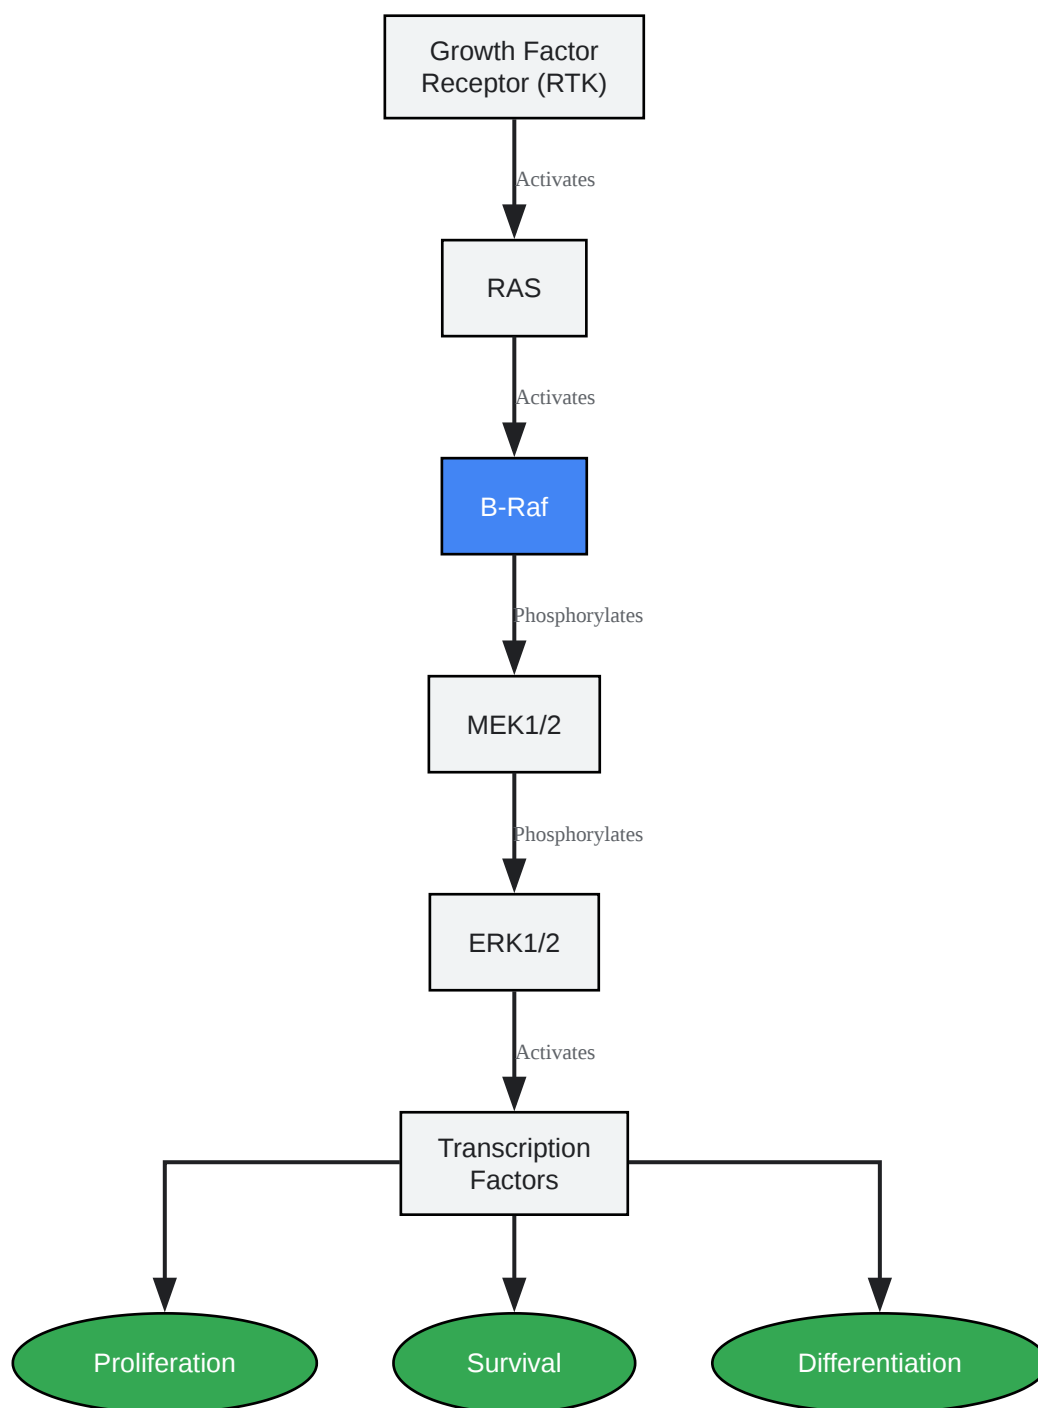 Growth Factor
Receptor (RTK)
Activates
RAS
Activates
B-Raf
Phosphorylates
MEK1/2
Phosphorylates
ERK1/2
Activates
Transcription
Factors
Proliferation
Survival
Differentiation